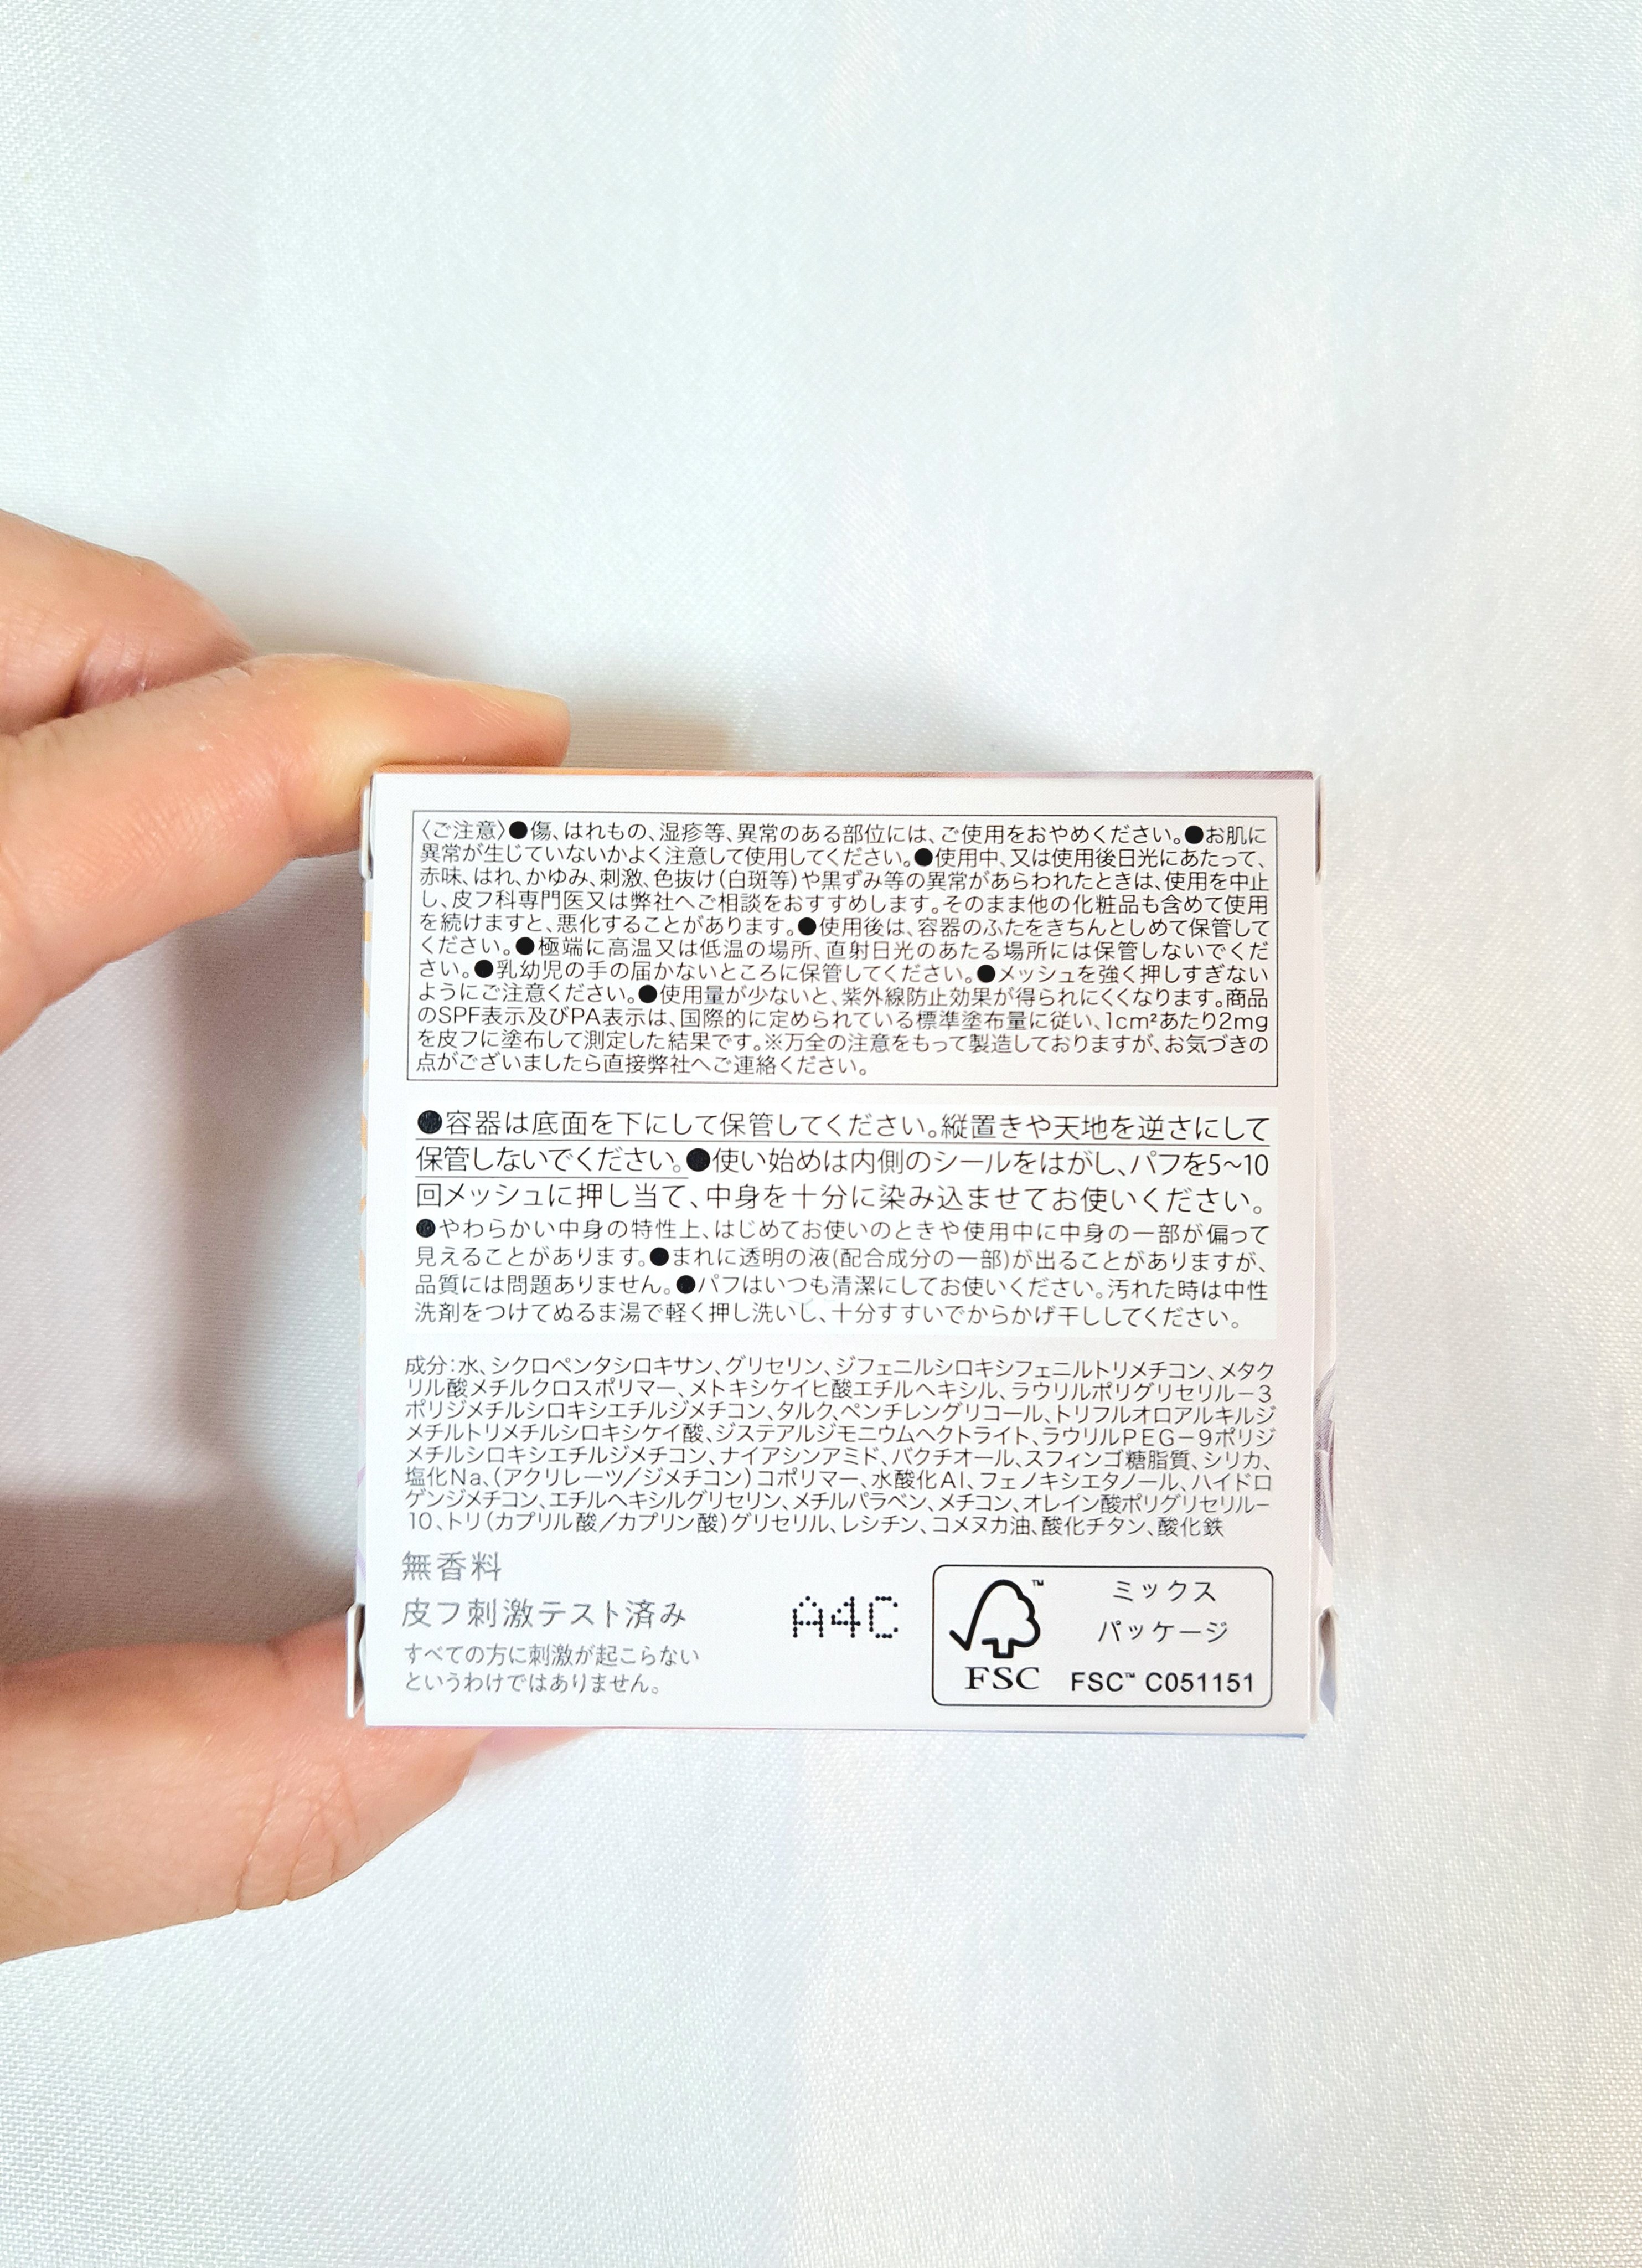 〈ご注意〉●傷、はれもの、湿疹等、異常のある部位には、ご使用をおやめください。●お肌に
異常が生じていないかよく注意して使用してください。●使用中、又は使用後日光にあたって、
赤味、はれ、かゆみ、刺激、色抜け(白斑等)や黒ずみ等の異常があらわれたときは、使用を中止
し、皮フ科専門医又は弊社へご相談をおすすめします。そのまま他の化粧品も含めて使用
を続けますと、悪化することがあります。●使用後は、容器のふたをきちんとしめて保管して
ください。●極端に高温又は低温の場所、直射日光のあたる場所には保管しないでくだ
さい。●乳幼児の手の届かないところに保管してください。●メッシュを強く押しすぎない
ようにご注意ください。●使用量が少ないと、紫外線防止効果が得られにくくなります。商品
のSPF表示及びPA表示は、国際的に定められている標準塗布量に従い、1cm²あたり2mg
を皮フに塗布して測定した結果です。※万全の注意をもって製造しておりますが、お気づきの
点がございましたら直接弊社へご連絡ください。
●容器は底面を下にして保管してください。縦置きや天地を逆さにして
保管しないでください。●使い始めは内側のシールをはがし、パフを5~10
回メッシュに押し当て、中身を十分に染み込ませてお使いください。
●やわらかい中身の特性上、はじめてお使いのときや使用中に中身の一部が偏って
見えることがあります。●まれに透明の液(配合成分の一部)が出ることがありますが、
品質には問題ありません。●パフはいつも清潔にしてお使いください。汚れた時は中性
洗剤をつけてぬるま湯で軽く押し洗いし、十分すすいでからかげ干ししてください。
成分:水、シクロペンタシロキサン、グリセリン、ジフェニルシロキシフェニルトリメチコン、メタク
リル酸メチルクロスポリマー、メトキシケイヒ酸エチルヘキシル、ラウリルポリグリセリル-3
ポリジメチルシロキシエチルジメチコン、タルク、ペンチレングリコール、トリフルオロアルキルジ
メチルトリメチルシロキシケイ酸、ジステアルジモニウムヘクトライト、ラウリルPEG-9ポリジ
メチルシロキシエチルジメチコン、ナイアシンアミド、バクチオール、スフィンゴ糖脂質、シリカ、
塩化Na、(アクリレーツ/ジメチコン)コポリマー、水酸化Al、フェノキシエタノール、ハイドロ
ゲンジメチコン、エチルヘキシルグリセリン、メチルパラベン、メチコン、オレイン酸ポリグリセリル-
10、トリ(カプリル酸/カプリン酸)グリセリル、レシチン、コメヌカ油、酸化チタン、酸化鉄
無香料
皮フ刺激テスト済み
すべての方に刺激が起こらない
というわけではありません。
A4C
™
FSC
ミックス
パッケージ
FSC™ C051151